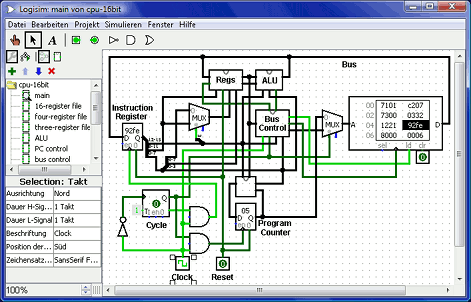 Logisim: main von cpu-16bit
Datei Bearbeiten Projekt Simulieren Fenster Hilfe
cpu-16bit
main
16-register file
four-register file
three-register file
ALU
PC control
bus control
Selection: Takt
Ausrichtung Nord
Dauer H-Sig... 1 Takt
Dauer L-Signal 1 Takt
Beschriftung Clock
Position der... Süd
Zeichensatz... SansSerif F...
100%
Bus
Regs
ALU
Instruction
Register
92fe
D Q
MUX
Bus
Control
MUX
A
00 7101 c207
02 7300 0332
04 1221 92fe
06 8000 0006
D
sel ld clr
0
D Q
05
Program
Counter
1
0
Cycle
Clock
0
Reset